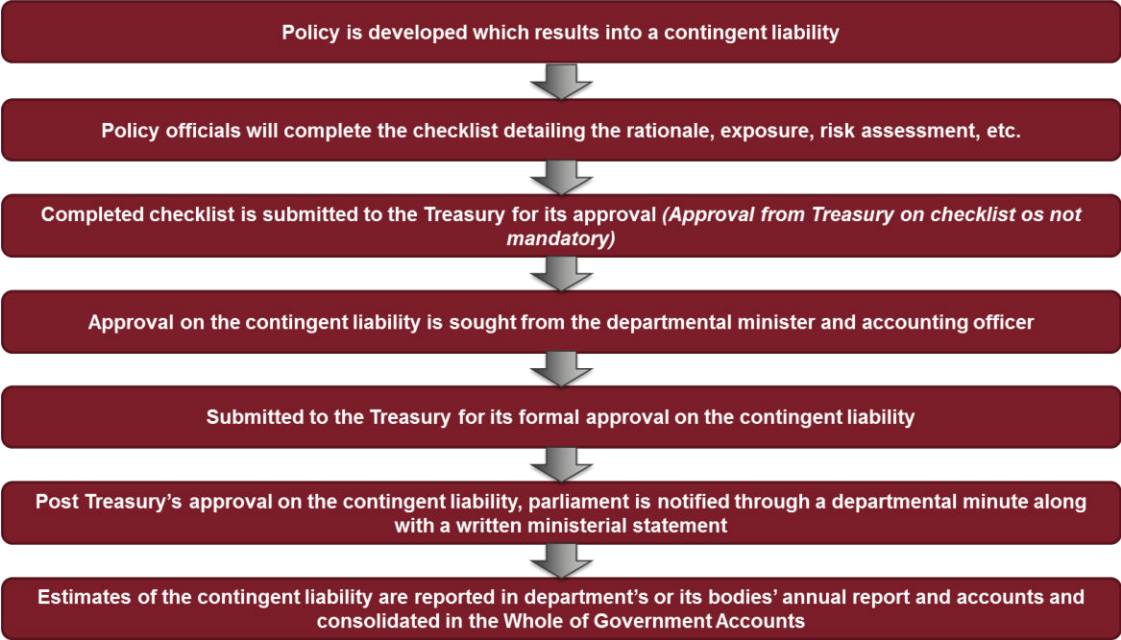 Policy is developed which results into a contingent liability
Policy officials will complete the checklist detailing the rationale, exposure, risk assessment, etc.
Completed checklist is submitted to the Treasury for its approval (Approval from Treasury on checklist os not
mandatory)
Approval on the contingent liability is sought from the departmental minister and accounting officer
Submitted to the Treasury for its formal approval on the contingent liability
Post Treasury’s approval on the contingent liability, parliament is notified through a departmental minute along
with a written ministerial statement
Estimates of the contingent liability are reported in department’s or its bodies’ annual report and accounts and
consolidated in the Whole of Government Accounts